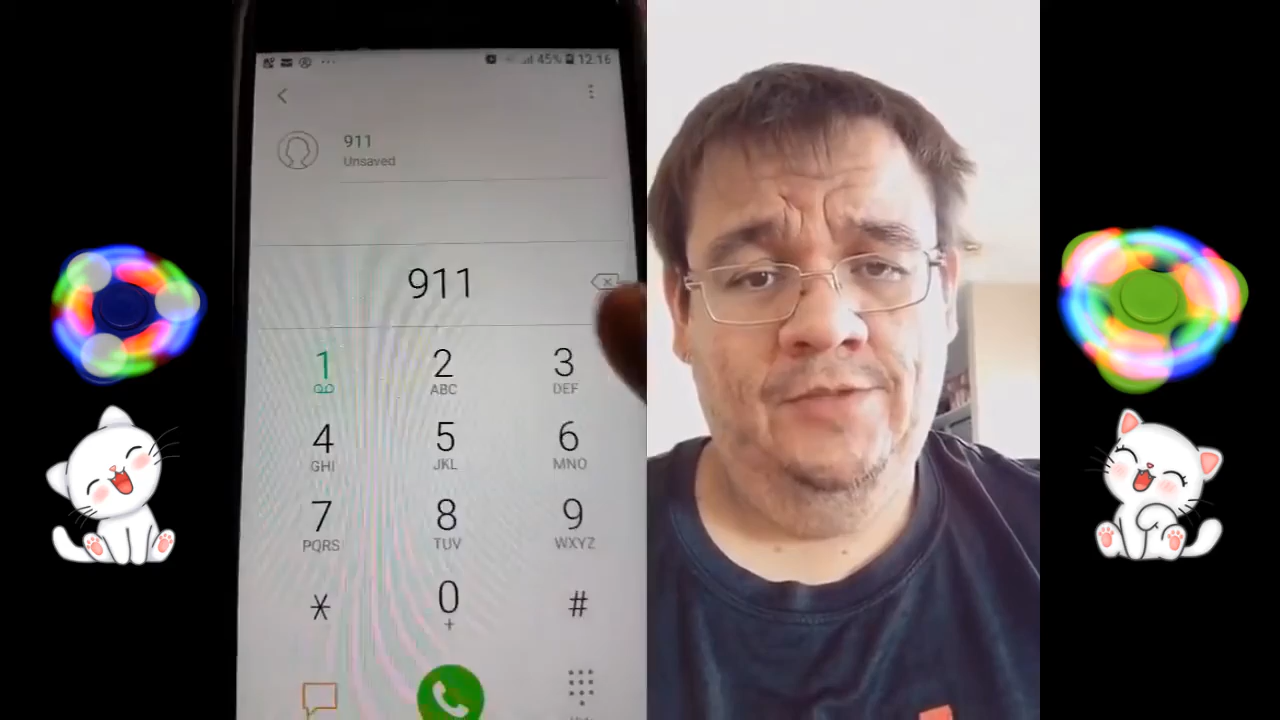 45% 12:16
911
Unsaved
911
1 2 3
ABC DEF
4 5 6
GHI JKL MNO
7 8 9
PQRS TUV WXYZ
* 0 #
+